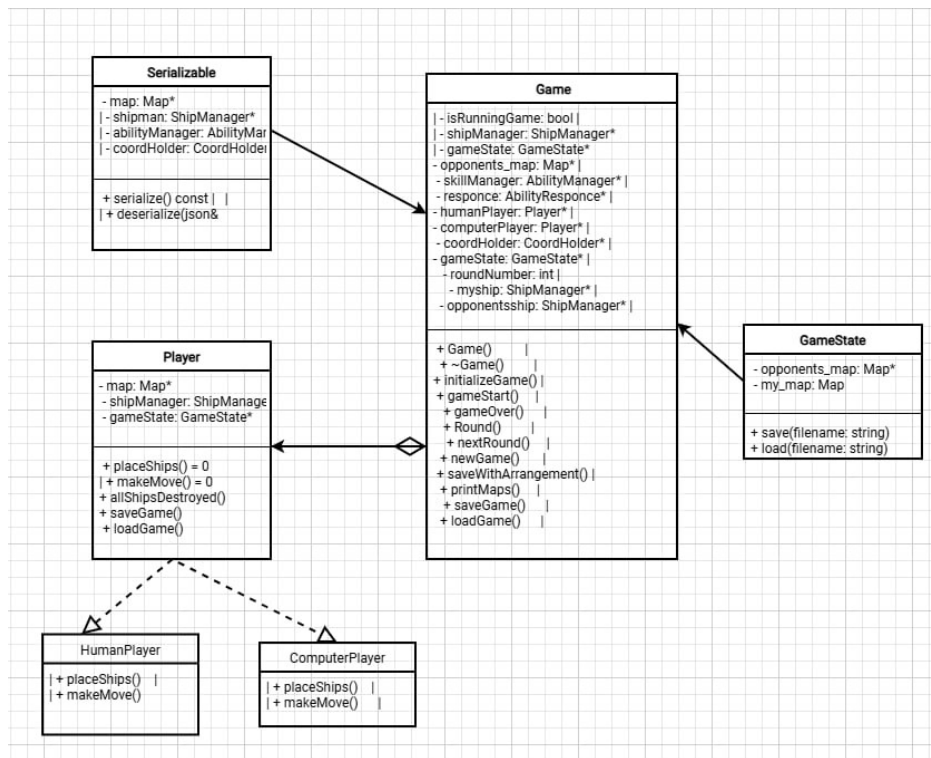 Serializable
- map: Map*
| - shipman: ShipManager*
| - abilityManager: AbilityMar
| - coordHolder: CoordHolder
+ serialize() const | |
| + deserialize(json&
Game
| - isRunningGame: bool |
| - shipManager: ShipManager*
| - gameState: GameState*
- opponents_map: Map* |
- skillManager: AbilityManager* |
- responce: AbilityResponce* |
- humanPlayer: Player* |
- computerPlayer: Player* |
- coordHolder: CoordHolder* |
- gameState: GameState* |
- roundNumber: int |
- myship: ShipManager* |
- opponentsship: ShipManager* |
+ Game() |
+ ~Game() |
+ initializeGame() |
+ gameStart() |
+ gameOver() |
+ Round() |
+ nextRound() |
+ newGame() |
+ saveWithArrangement() |
+ printMaps() |
+ saveGame() |
+ loadGame() |
GameState
- opponents_map: Map*
- my_map: Map
+ save(filename: string)
+ load(filename: string)
Player
- map: Map*
- shipManager: ShipManage
- gameState: GameState*
+ placeShips() = 0
| + makeMove() = 0
+ allShipsDestroyed()
+ saveGame()
+ loadGame()
HumanPlayer
| + placeShips() |
| + makeMove()
ComputerPlayer
| + placeShips() |
| + makeMove() |